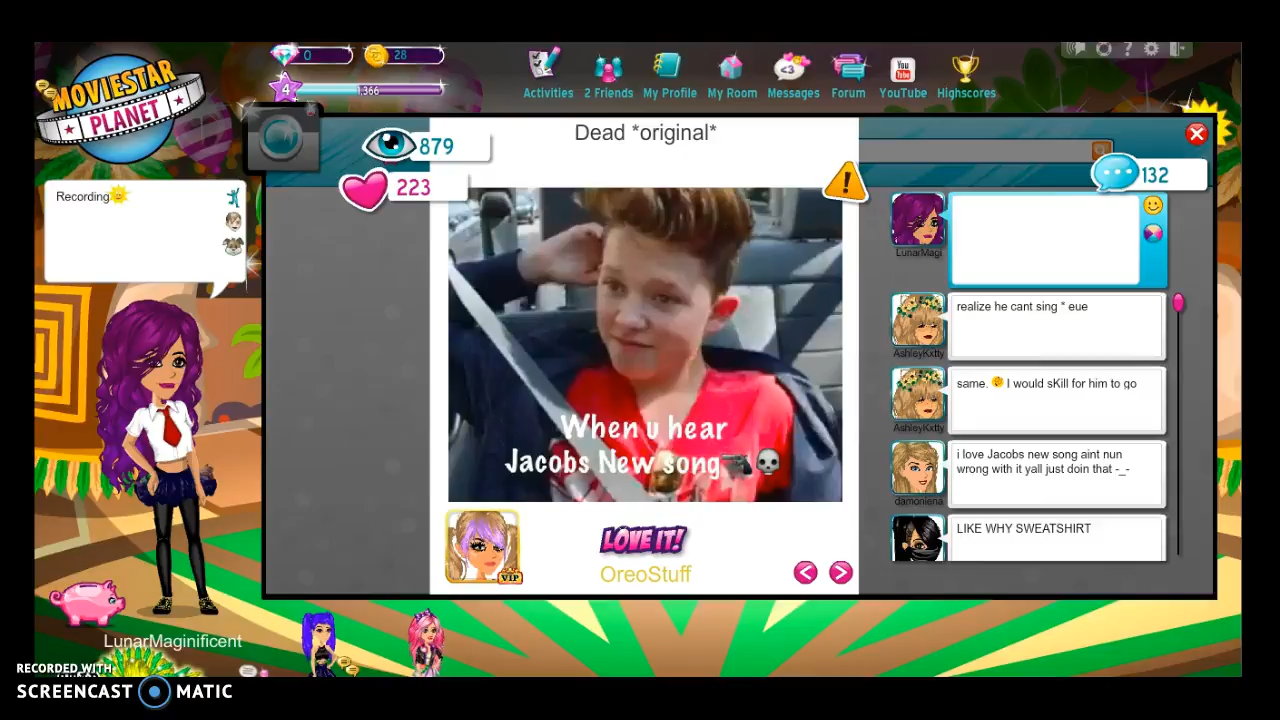 MOVIESTAR
PLANET
0
28
4
1,366
Activities
2 Friends
My Profile
My Room
<3
Messages
Forum
You
Tube
YouTube
Highscores
?
879
223
Dead *original*
132
Recording
When u hear
Jacobs New song
LunarMagi
realize he cant sing * eue
AshleyKxtty
same. I would sKill for him to go
AshleyKxtty
i love Jacobs new song aint nun
wrong with it yall just doin that -_-
damoniena
LIKE WHY SWEATSHIRT
VIP
LOVE IT!
OreoStuff
LunarMaginificent
RECORDED WITH
SCREENCAST MATIC